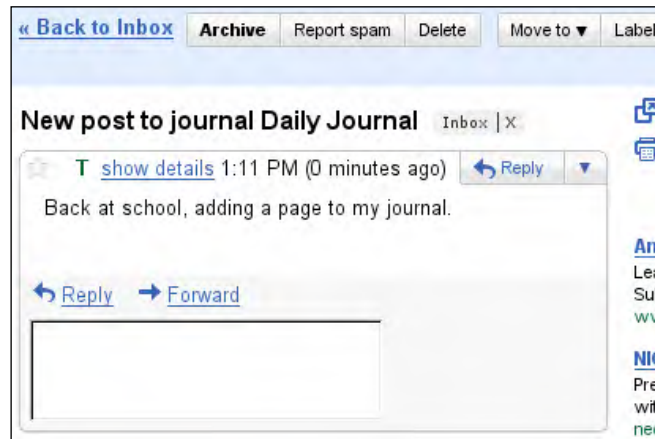 « Back to Inbox Archive Report spam Delete Move to ▼ Label
New post to journal Daily Journal Inbox | X
T show details 1:11 PM (0 minutes ago) Reply ▼
Back at school, adding a page to my journal.
Reply Forward